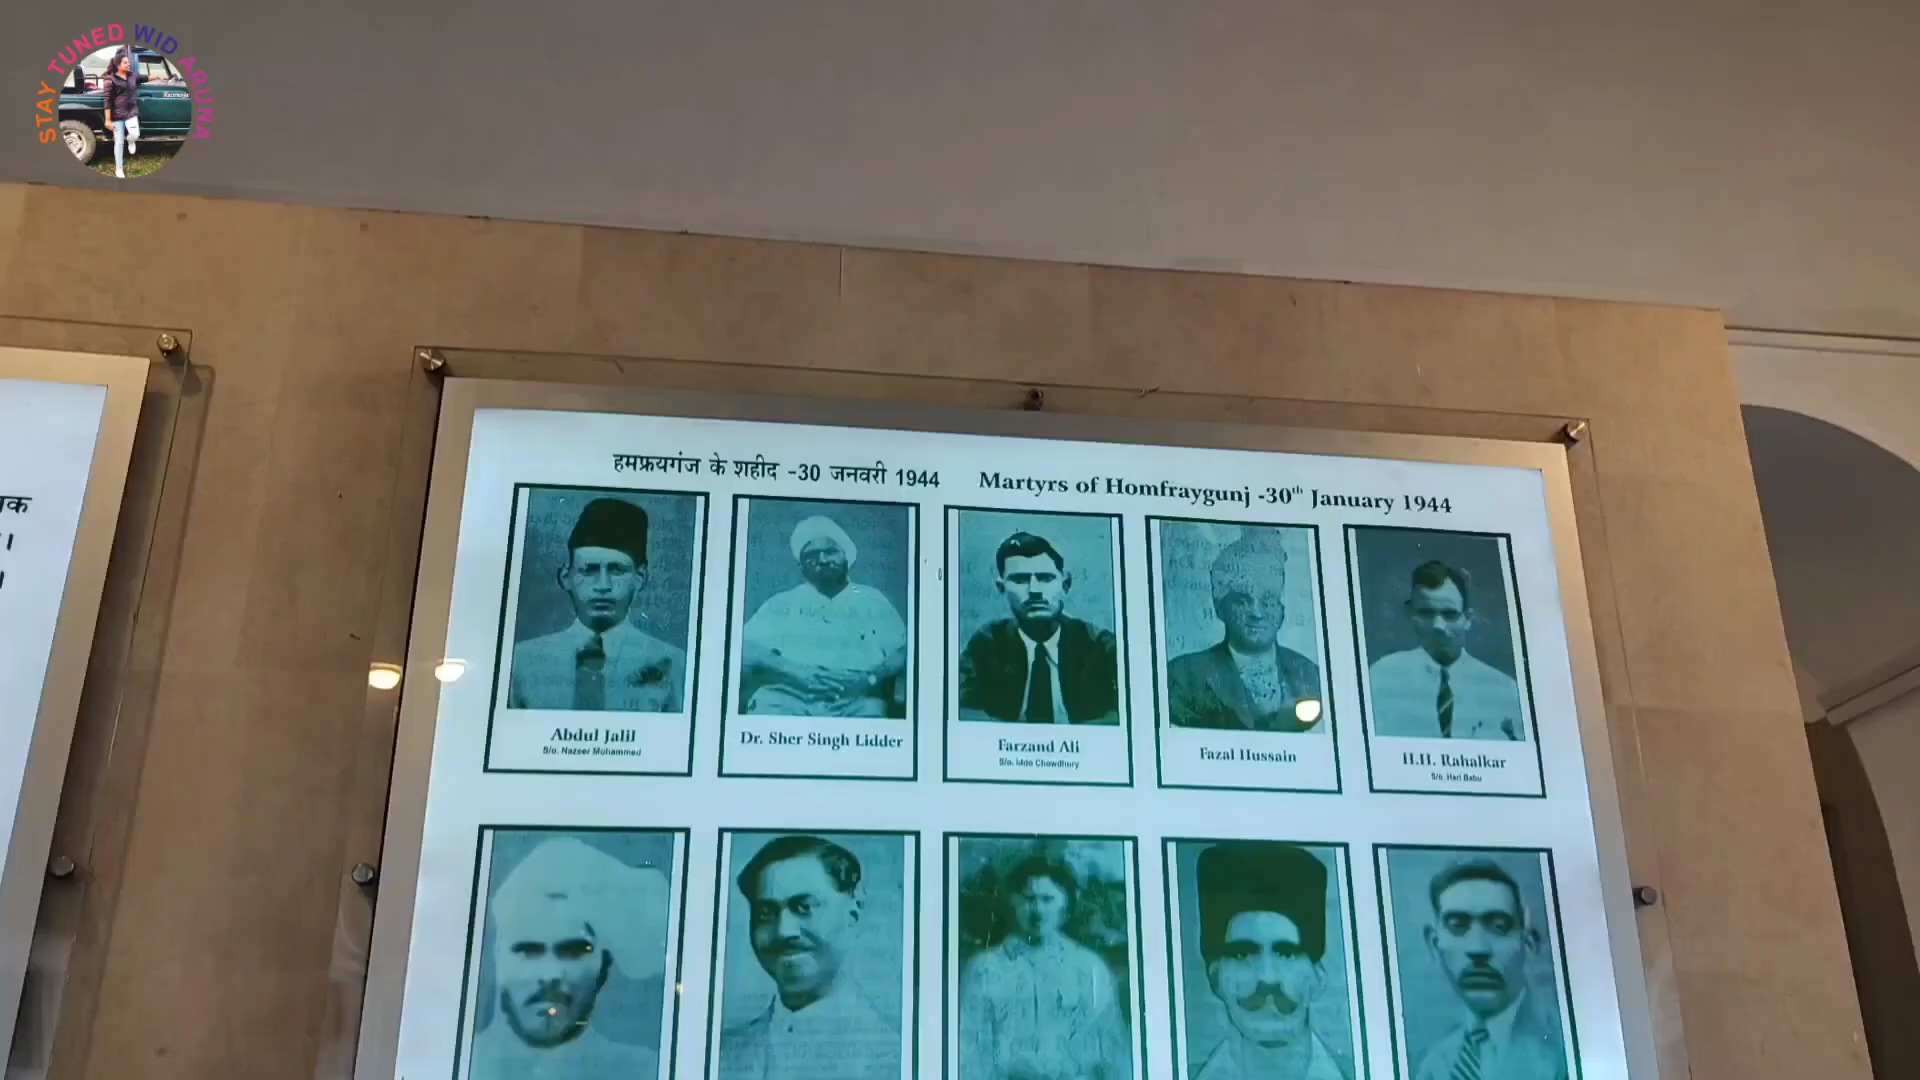 STAY TUNED WID ARUNA
हमफ्रयगंज के शहीद -30 जनवरी 1944
Martyrs of Homfraygunj -30th January 1944
Abdul Jalil
S/o. Nazeer Mohammed
Dr. Sher Singh Lidder
Farzand Ali
S/o. Iddo Chowdhury
Fazal Hussain
H.H. Rahalkar
S/o. Hari Babu